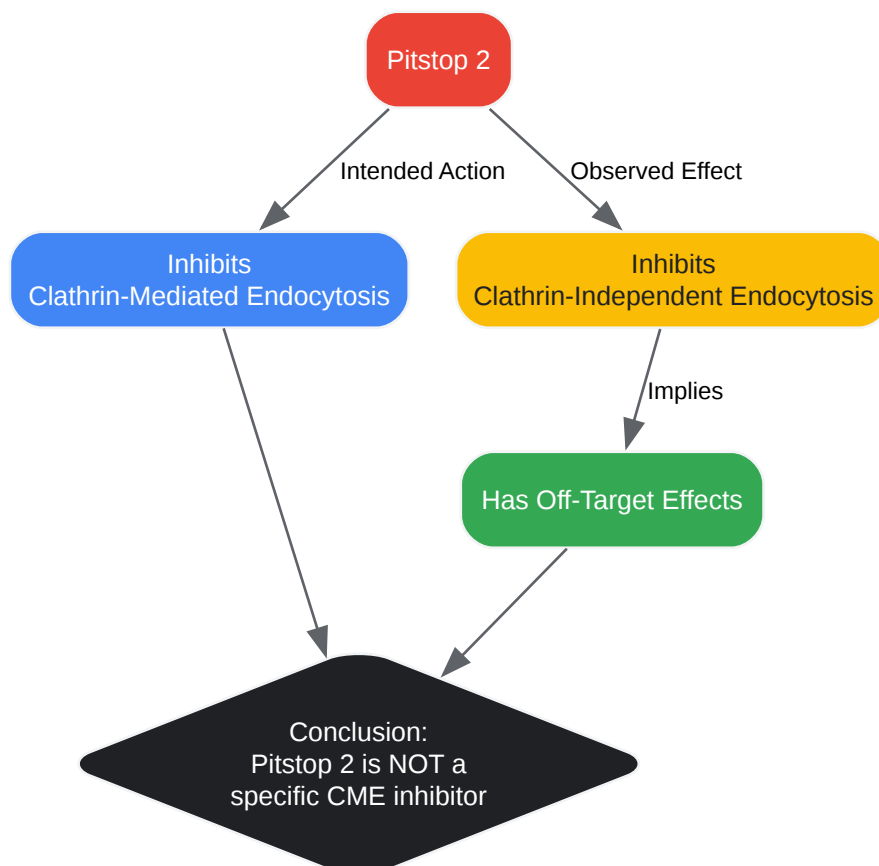 Pitstop 2
Intended Action
Observed Effect
Inhibits
Clathrin-Mediated Endocytosis
Inhibits
Clathrin-Independent Endocytosis
Implies
Has Off-Target Effects
Conclusion:
Pitstop 2 is NOT a
specific CME inhibitor